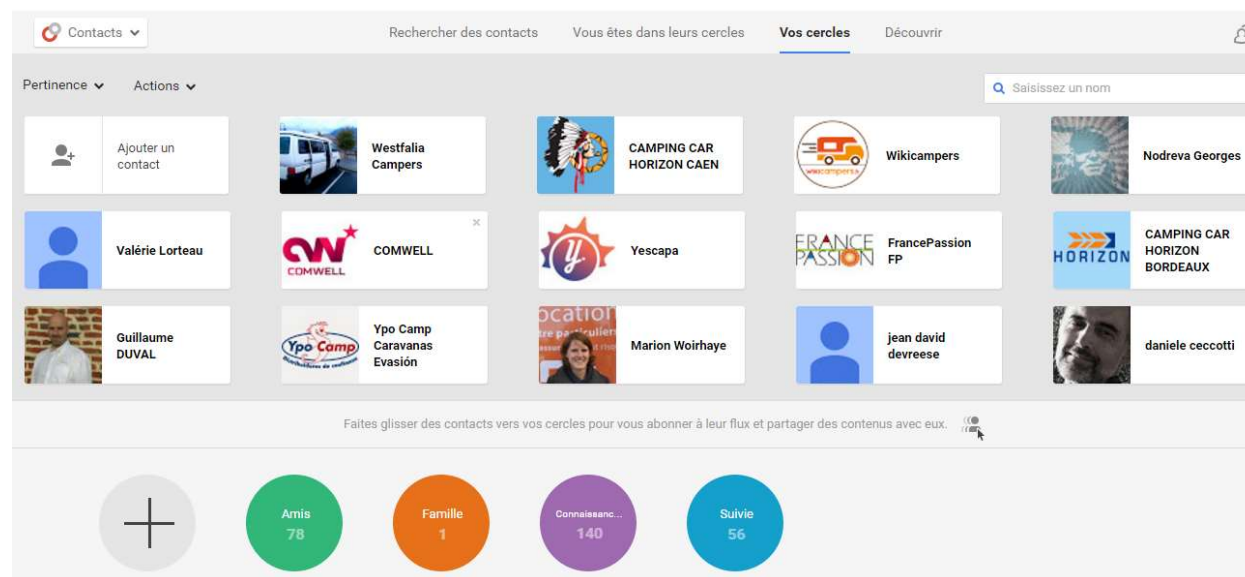 Contacts
Rechercher des contacts
Vous êtes dans leurs cercles
Vos cercles
Découvrir
Pertinence
Actions
Saisissez un nom
Ajouter un
contact
Westfalia
Campers
CAMPING CAR
HORIZON CAEN
Wikicampers
wikicampers
Nodreva Georges
Valérie Lorteau
COMWELL
COMWELL
Yescapa
y
FRANCE
PASSION
FrancePassion
FP
HORIZON
CAMPING CAR
HORIZON
BORDEAUX
Guillaume
DUVAL
Ypo Camp
Ypo Camp
Caravanas
Evasión
ocation
Marion Woirhaye
jean david
devreese
daniele ceccotti
Faites glisser des contacts vers vos cercles pour vous abonner à leur flux et partager des contenus avec eux.
Amis
78
Famille
1
Connaissanc...
140
Suivie
56